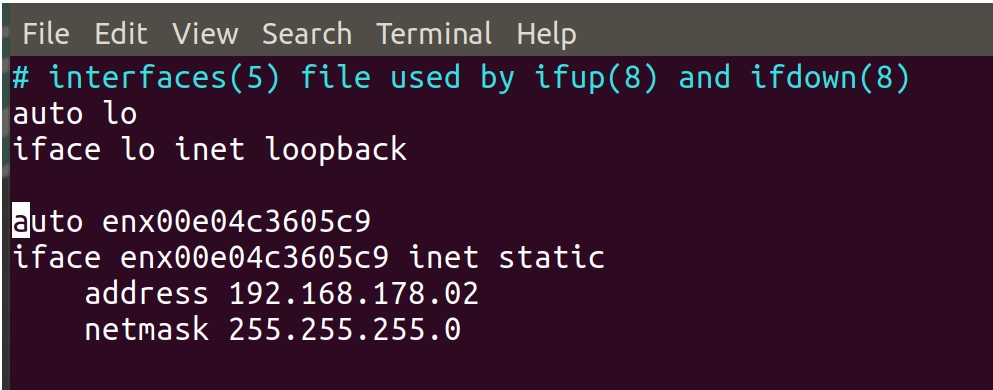 File Edit View Search Terminal Help
# interfaces(5) file used by ifup(8) and ifdown(8)
auto lo
iface lo inet loopback
auto enx00e04c3605c9
iface enx00e04c3605c9 inet static
address 192.168.178.02
netmask 255.255.255.0